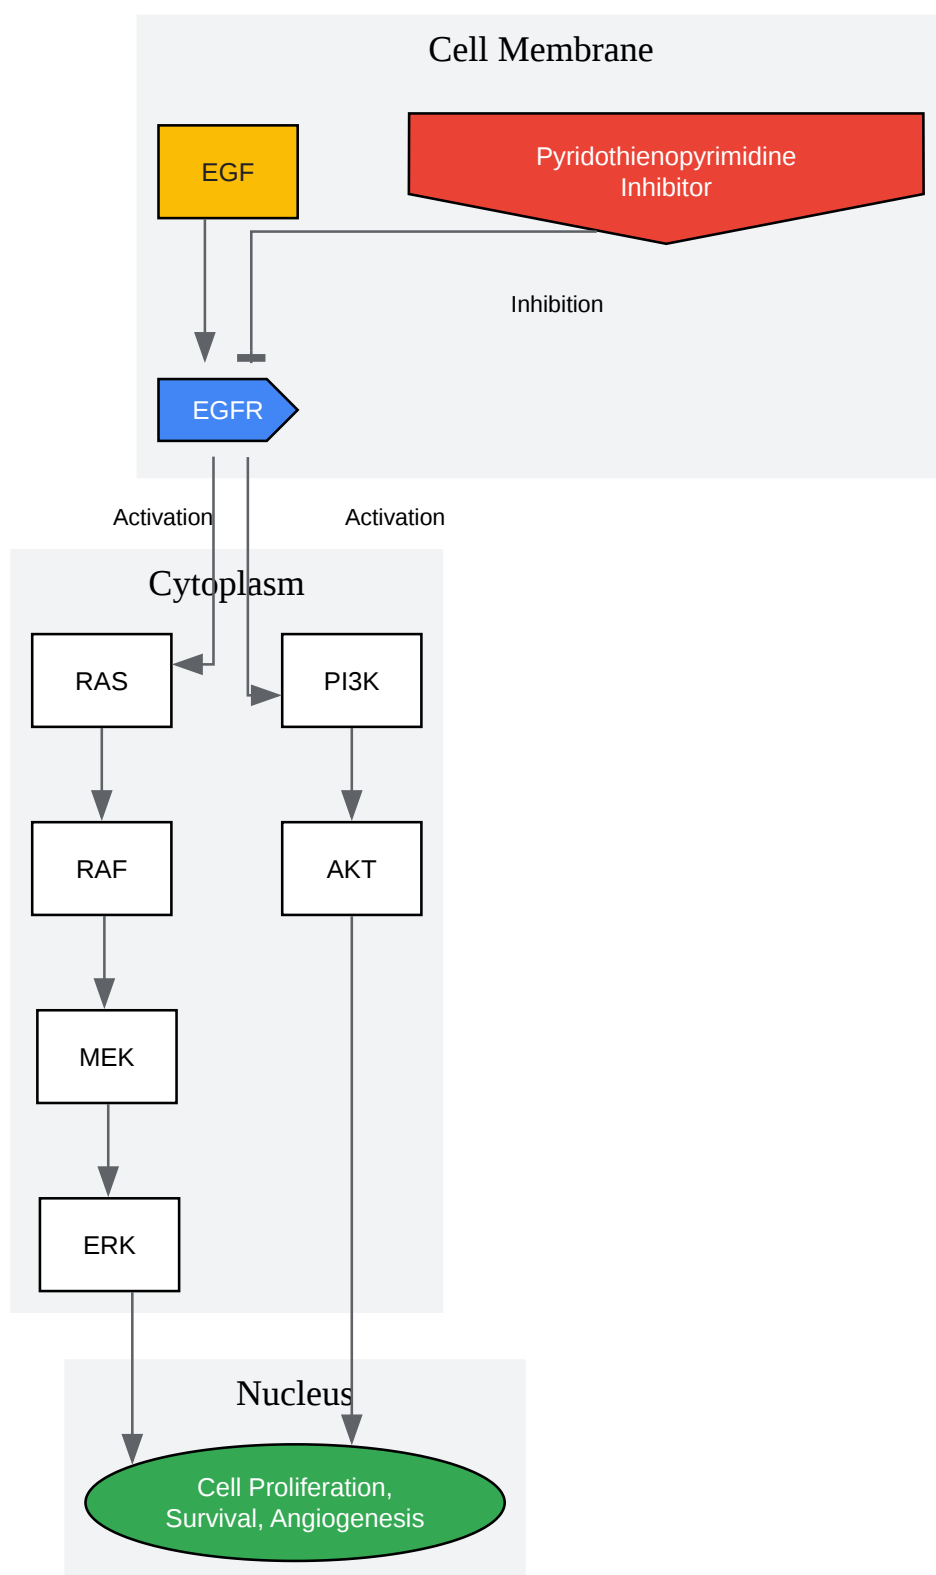 Cell Membrane
EGF
Pyridothienopyrimidine
Inhibitor
Inhibition
EGFR
Activation
Activation
Cytoplasm
RAS
PI3K
RAF
AKT
MEK
ERK
Nucleus
Cell Proliferation,
Survival, Angiogenesis